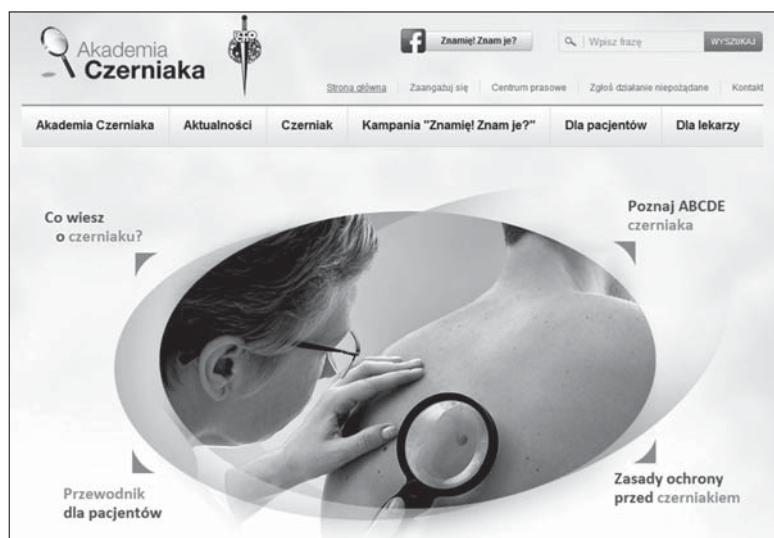 Akademia
Czerniaka
Znamię! Znam je?
Wpisz frazę
WYSZUKAJ
Strona główna Zaangażuj się Centrum prasowe Zgłoś działanie niepożądane Kontakt
Akademia Czerniaka Aktualności Czerniak Kampania "Znamię! Znam je?" Dla pacjentów Dla lekarzy
Co wiesz
o czerniaku?
Poznaj ABCDE
czerniaka
Przewodnik
dla pacjentów
Zasady ochrony
przed czerniakiem